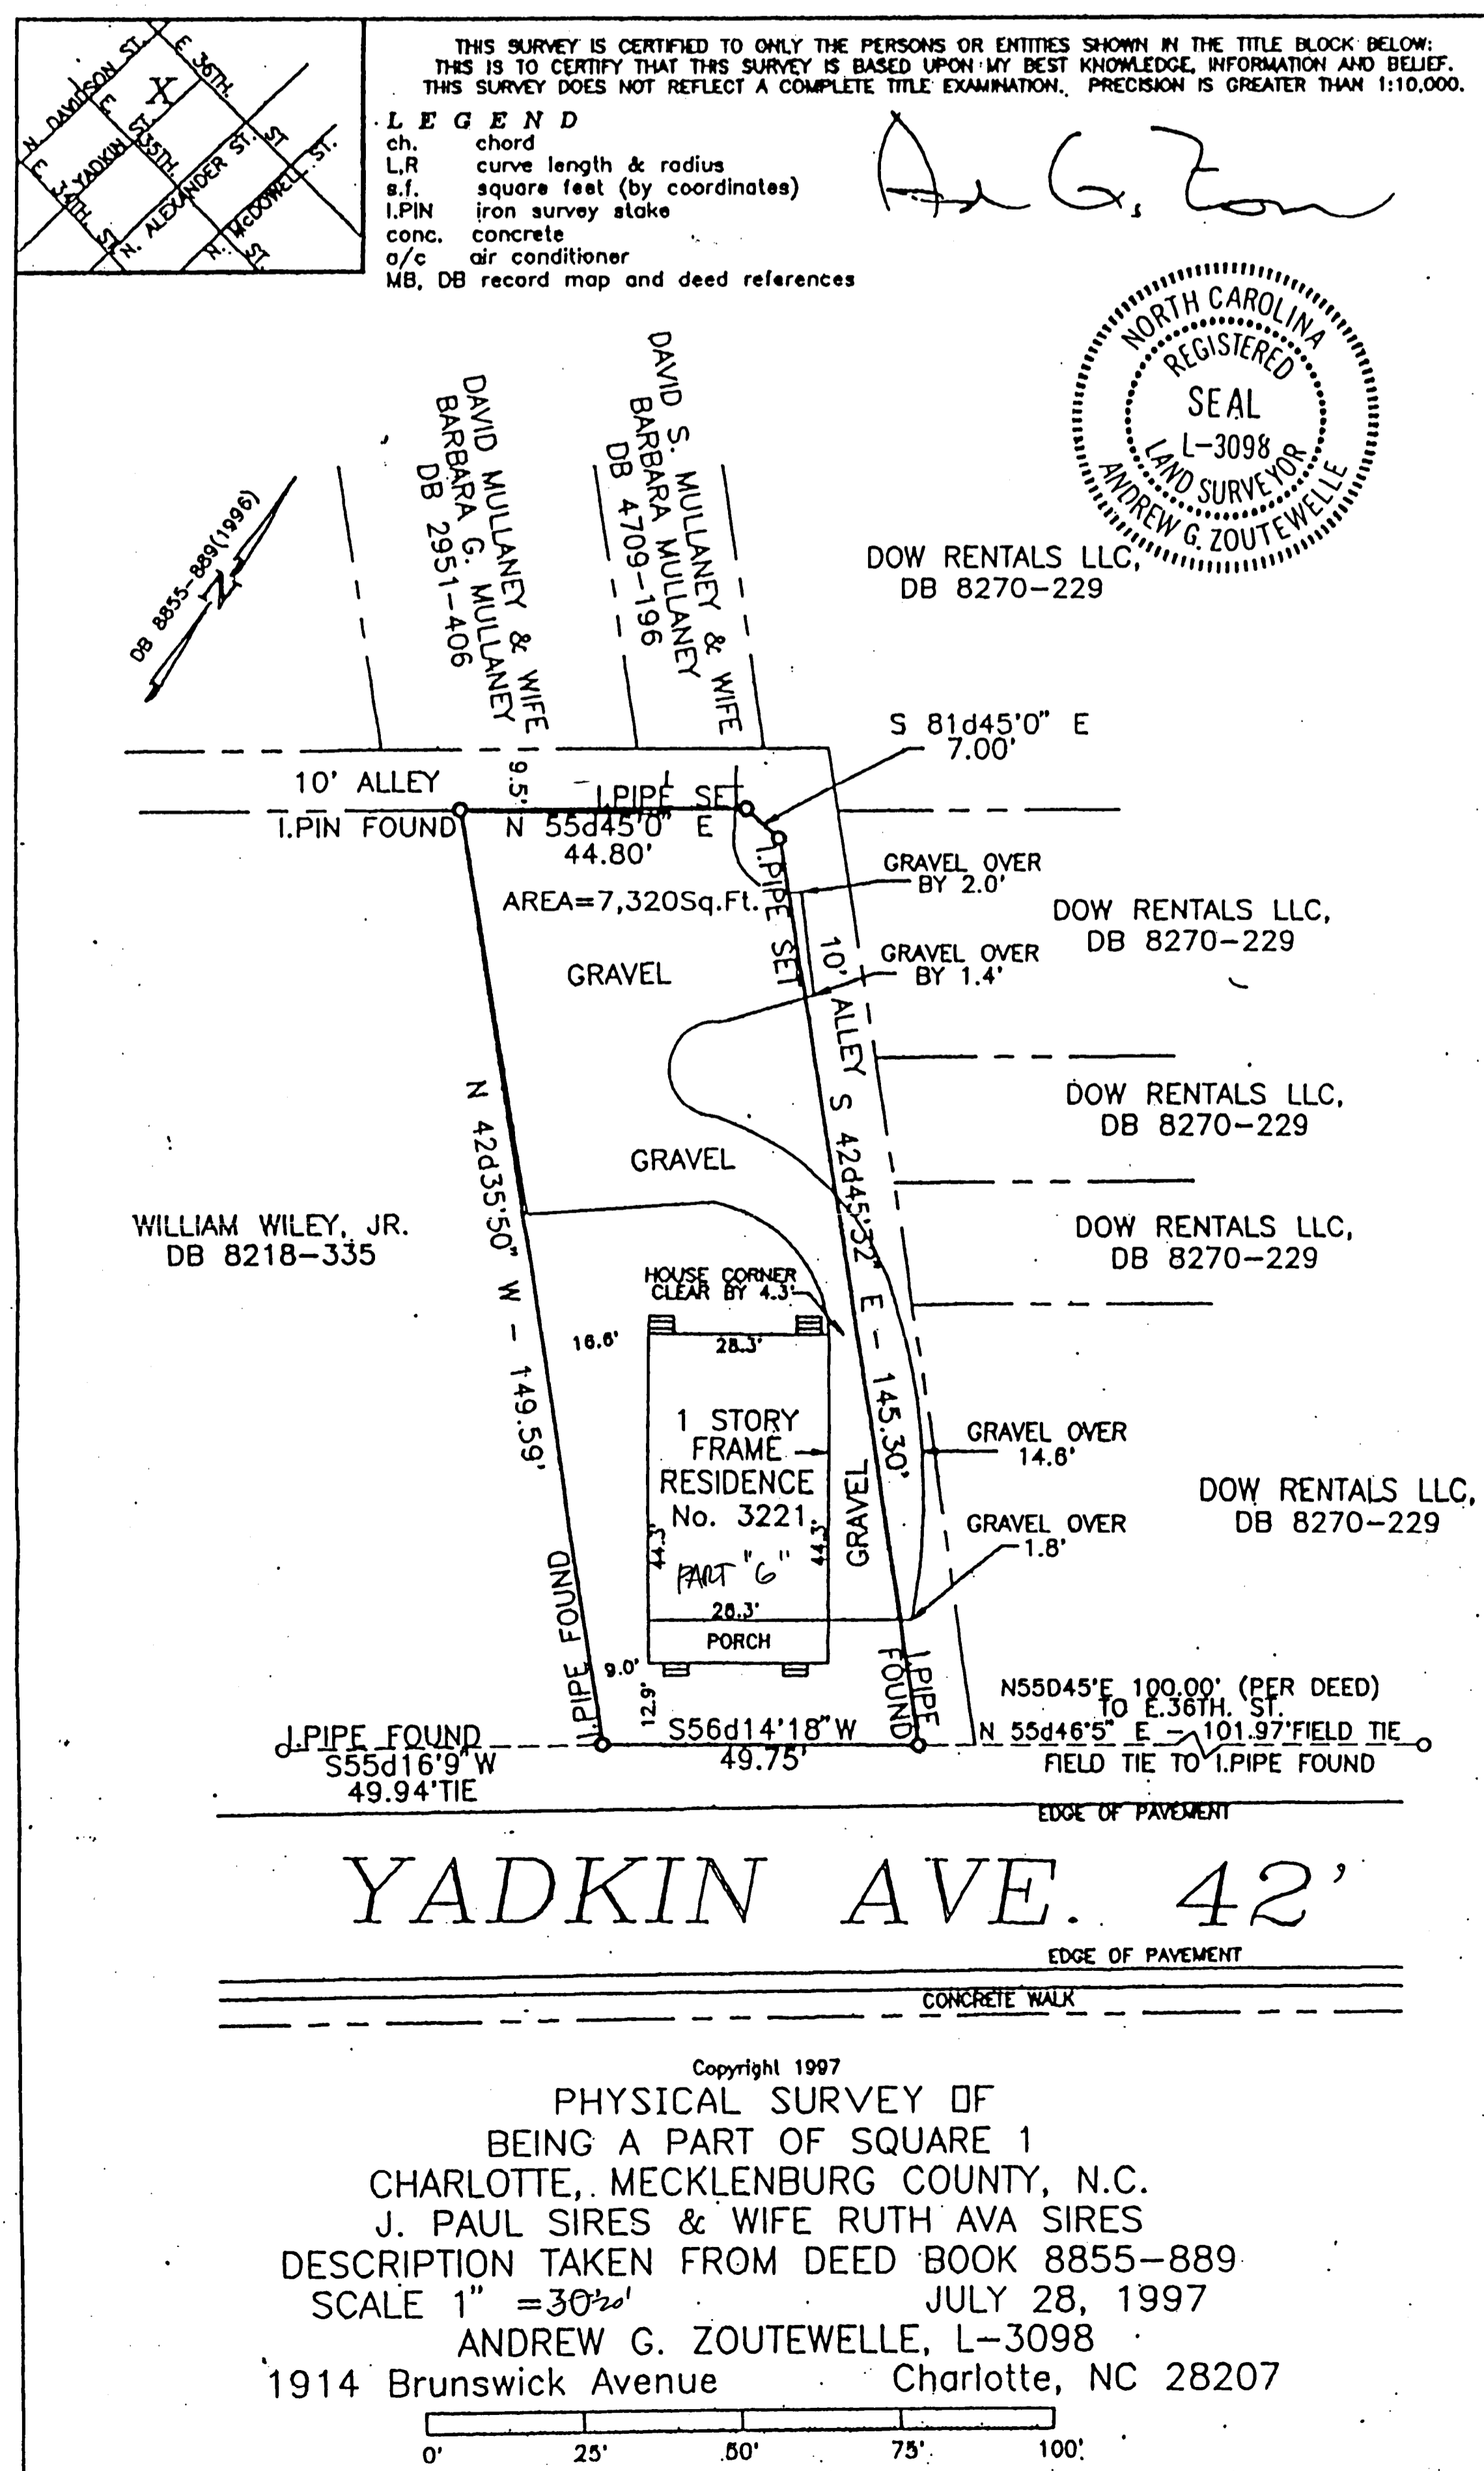 THIS SURVEY IS CERTIFIED TO ONLY THE PERSONS OR ENTITIES SHOWN IN THE TITLE BLOCK BELOW:
THIS IS TO CERTIFY THAT THIS SURVEY IS BASED UPON MY BEST KNOWLEDGE, INFORMATION AND BELIEF.
THIS SURVEY DOES NOT REFLECT A COMPLETE TITLE EXAMINATION. PRECISION IS GREATER THAN 1:10,000.
N. DAVIDSON ST.
E. 36TH. ST
X
E. 35TH.
YADKIN ST.
E. 34TH. ST.
N. ALEXANDER ST.
N. McDOWELL ST.
ST.
LEGEND
ch. chord
L,R curve length & radius
s.f. square feet (by coordinates)
I.PIN iron survey stake
conc. concrete
a/c air conditioner
MB, DB record map and deed references
NORTH CAROLINA
REGISTERED
SEAL
L-3098
LAND SURVEYOR
ANDREW G. ZOUTEWELLE
DB 8855-889(1996)
N
DAVID MULLANEY & WIFE
BARBARA G. MULLANEY
DB 2951-406
DAVID S. MULLANEY & WIFE
BARBARA MULLANEY
DB 4709-196
DOW RENTALS LLC,
DB 8270-229
S 81d45'0" E
7.00'
10' ALLEY
9.5'
I.PIPE SET
I.PIN FOUND
N 55d45'0" E
44.80'
AREA=7,320Sq.Ft.
I.PIPE SET
GRAVEL OVER
BY 2.0'
DOW RENTALS LLC,
DB 8270-229
GRAVEL
GRAVEL OVER
BY 1.4'
10' ALLEY
S 42d45'32" E - 145.30'
DOW RENTALS LLC,
DB 8270-229
N 42d35'50" W - 149.59'
GRAVEL
WILLIAM WILEY, JR.
DB 8218-335
DOW RENTALS LLC,
DB 8270-229
HOUSE CORNER
CLEAR BY 4.3'
16.6'
28.3'
1 STORY
FRAME
RESIDENCE
No. 3221
PART "6"
44.3'
44.3'
28.3'
PORCH
GRAVEL
GRAVEL OVER
14.6'
GRAVEL OVER
1.8'
DOW RENTALS LLC,
DB 8270-229
I.PIPE FOUND
9.0'
12.9'
I.PIPE
FOUND
N55D45'E 100.00' (PER DEED)
TO E.36TH. ST.
N 55d46'5" E - 101.97'FIELD TIE
FIELD TIE TO I.PIPE FOUND
I.PIPE FOUND
S55d16'9"W
49.94'TIE
S56d14'18"W
49.75'
EDGE OF PAVEMENT
YADKIN AVE. 42'
EDGE OF PAVEMENT
CONCRETE WALK
Copyright 1997
PHYSICAL SURVEY OF
BEING A PART OF SQUARE 1
CHARLOTTE, MECKLENBURG COUNTY, N.C.
J. PAUL SIRES & WIFE RUTH AVA SIRES
DESCRIPTION TAKEN FROM DEED BOOK 8855-889
SCALE 1" =30' 20' JULY 28, 1997
ANDREW G. ZOUTEWELLE, L-3098
1914 Brunswick Avenue Charlotte, NC 28207
0' 25' 50' 75' 100'